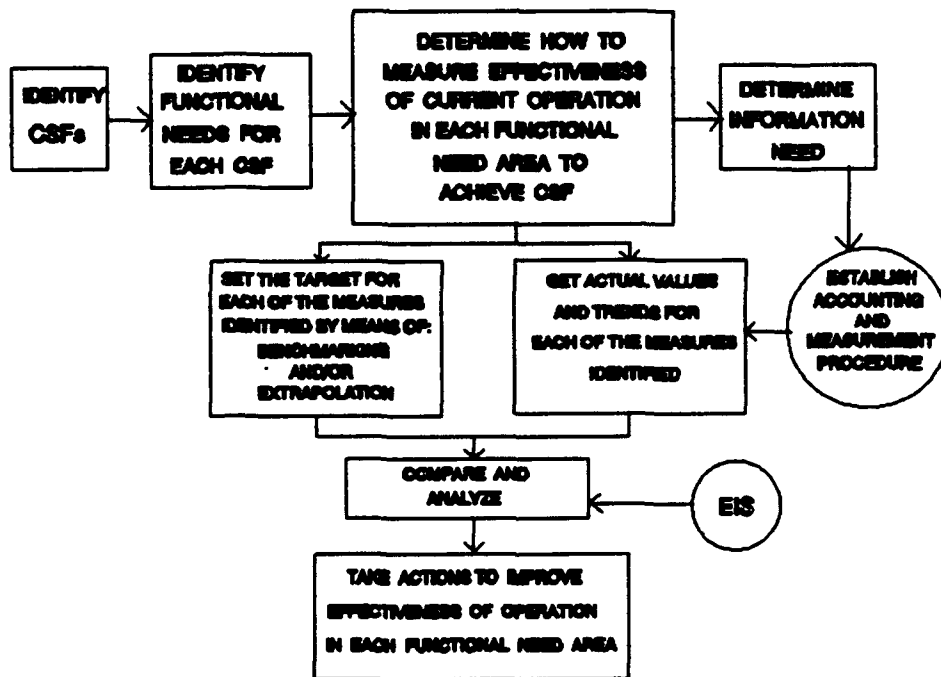 IDENTIFY
CSFs
IDENTIFY
FUNCTIONAL
NEEDS FOR
EACH CSF
DETERMINE HOW TO
MEASURE EFFECTIVENESS
OF CURRENT OPERATION
IN EACH FUNCTIONAL
NEED AREA TO
ACHIEVE CSF
DETERMINE
INFORMATION
NEED
SET THE TARGET FOR
EACH OF THE MEASURES
IDENTIFIED BY MEANS OF:
BENCHMARKING
AND/OR
EXTRAPOLATION
GET ACTUAL VALUES
AND TRENDS FOR
EACH OF THE MEASURES
IDENTIFIED
ESTABLISH
ACCOUNTING
AND
MEASUREMENT
PROCEDURE
COMPARE AND
ANALYZE
EIS
TAKE ACTIONS TO IMPROVE
EFFECTIVENESS OF OPERATION
IN EACH FUNCTIONAL NEED AREA